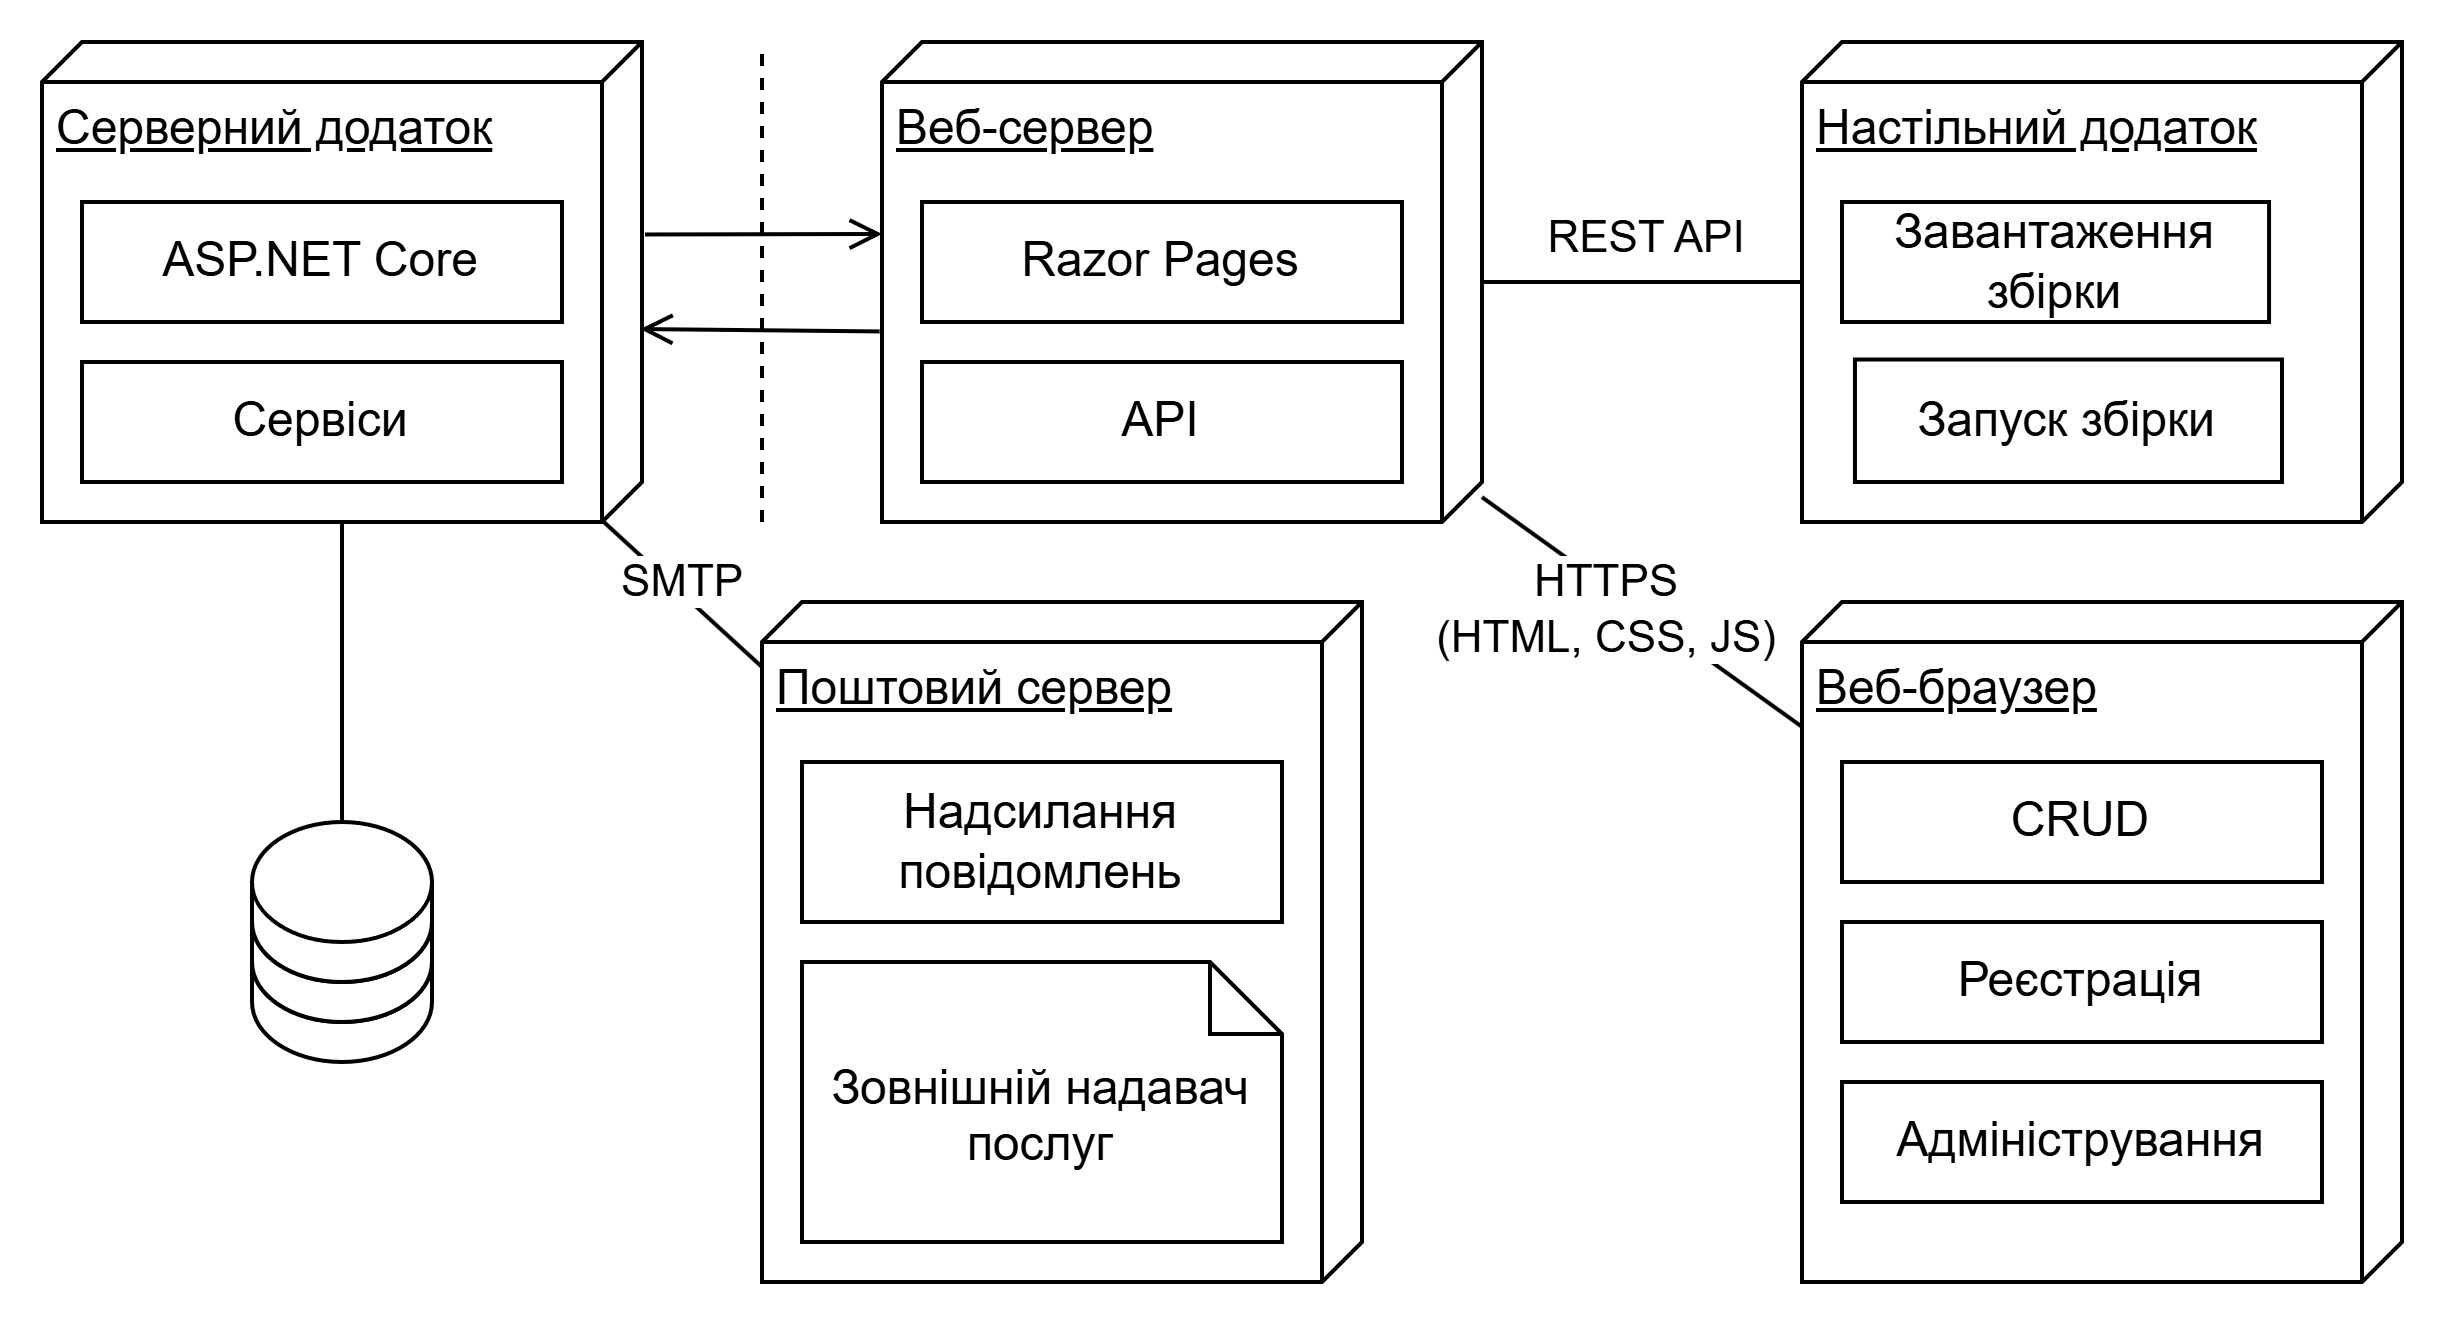 Серверний додаток
ASP.NET Core
Сервіси
Веб-сервер
Razor Pages
API
REST API
Настільний додаток
Завантаження
збірки
Запуск збірки
SMTP
Поштовий сервер
Надсилання
повідомлень
Зовнішній надавач
послуг
HTTPS
(HTML, CSS, JS)
Веб-браузер
CRUD
Реєстрація
Адміністрування